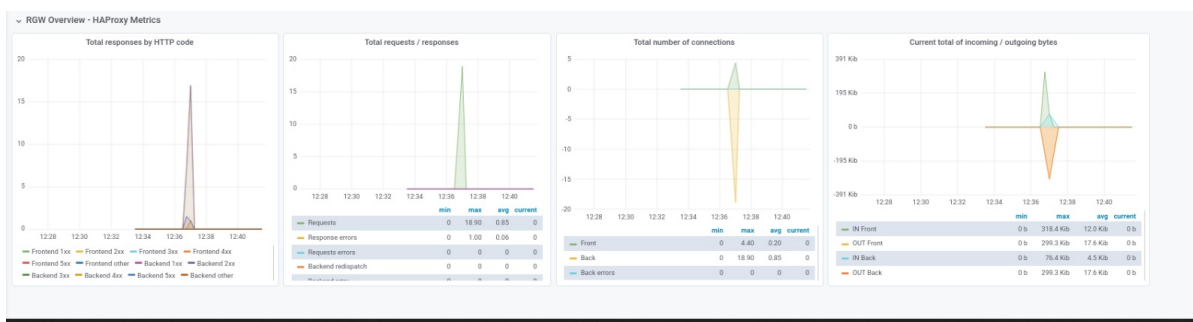 RGW Overview - HAProxy Metrics
Total responses by HTTP code
20
15
10
5
0
12:28 12:30 12:32 12:34 12:36 12:38 12:40
Frontend 1xx Frontend 2xx Frontend 3xx Frontend 4xx
Frontend 5xx Frontend other Backend 1xx Backend 2xx
Backend 3xx Backend 4xx Backend 5xx Backend other
Total requests / responses
20
15
10
5
0
12:28 12:30 12:32 12:34 12:36 12:38 12:40
min max avg current
Requests 0 18.90 0.85 0
Response errors 0 1.00 0.06 0
Requests errors 0 0 0 0
Backend redispatch 0 0 0 0
Total number of connections
5
0
-5
-10
-15
-20
12:28 12:30 12:32 12:34 12:36 12:38 12:40
min max avg current
Front 0 4.40 0.20 0
Back 0 18.90 0.85 0
Back errors 0 0 0 0
Current total of incoming / outgoing bytes
391 Kib
195 Kib
0 b
-195 Kib
-391 Kib
12:28 12:30 12:32 12:34 12:36 12:38 12:40
min max avg current
IN Front 0 b 318.4 Kib 12.0 Kib 0 b
OUT Front 0 b 299.3 Kib 17.6 Kib 0 b
IN Back 0 b 76.4 Kib 4.5 Kib 0 b
OUT Back 0 b 299.3 Kib 17.6 Kib 0 b